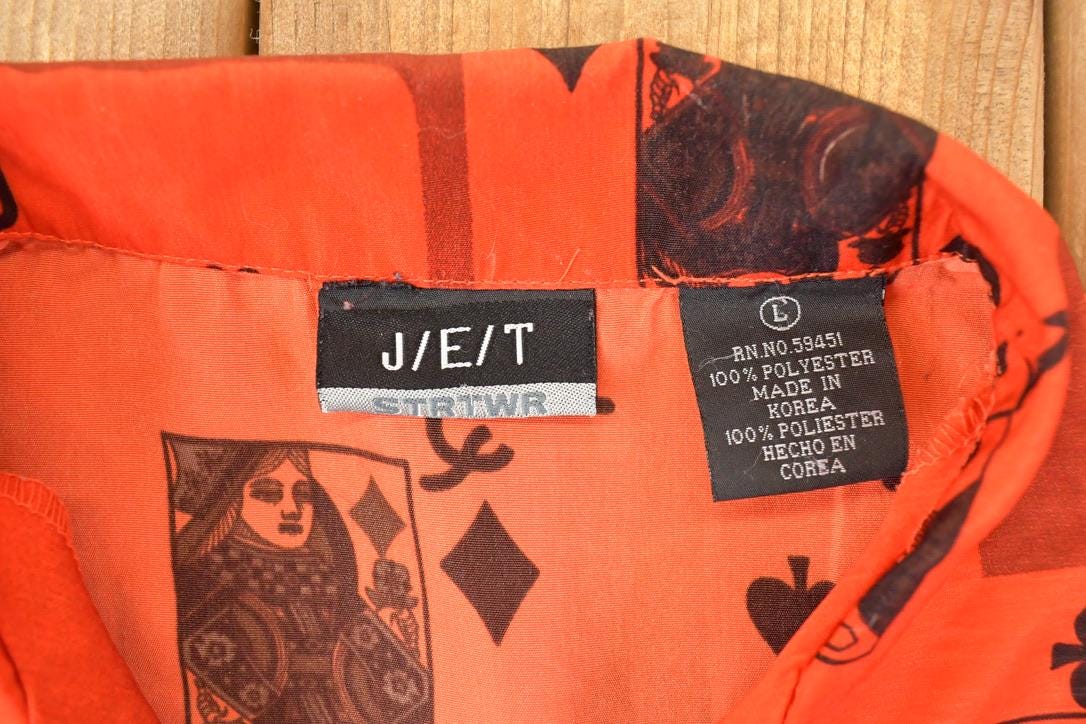 J/E/T
STRTWR
L
RN.NO.59451
100% POLYESTER
MADE IN
KOREA
100% POLIESTER
HECHO EN
COREA